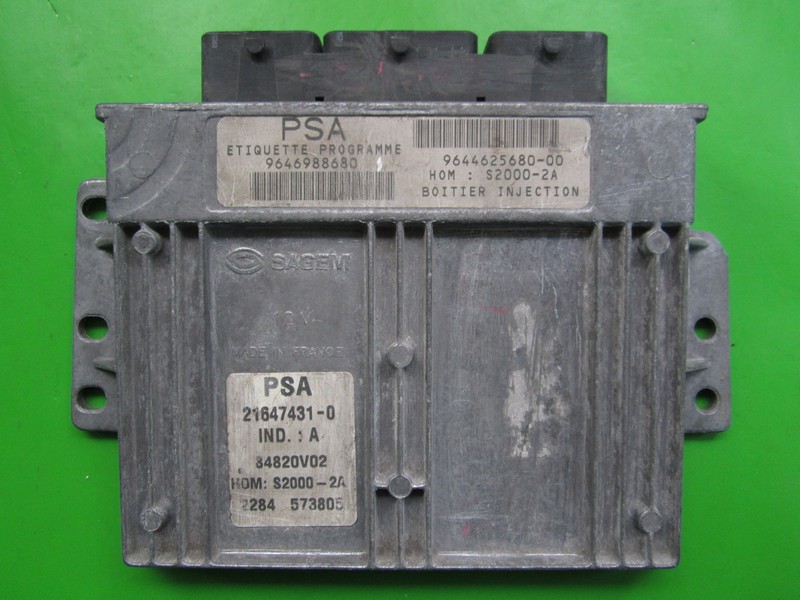 PSA
ETIQUETTE PROGRAMME
9646988680
9644625680-00
HOM : S2000-2A
BOITIER INJECTION
SAGEM
MADE IN FRANCE
PSA
21647431-0
IND. : A
84820V02
HOM: S2000-2A
2284 573805